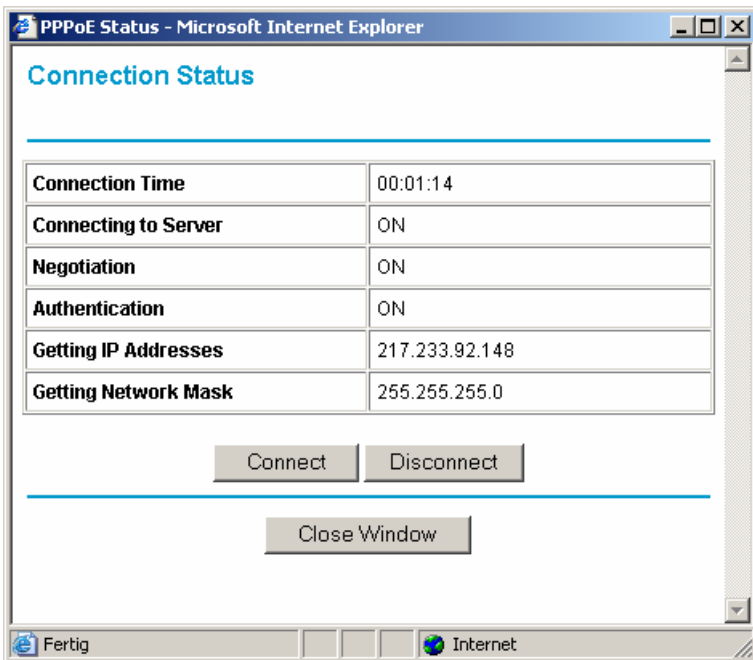 PPPoE Status - Microsoft Internet Explorer
Connection Status
Connection Time 00:01:14
Connecting to Server ON
Negotiation ON
Authentication ON
Getting IP Addresses 217.233.92.148
Getting Network Mask 255.255.255.0
Connect Disconnect
Close Window
Fertig Internet